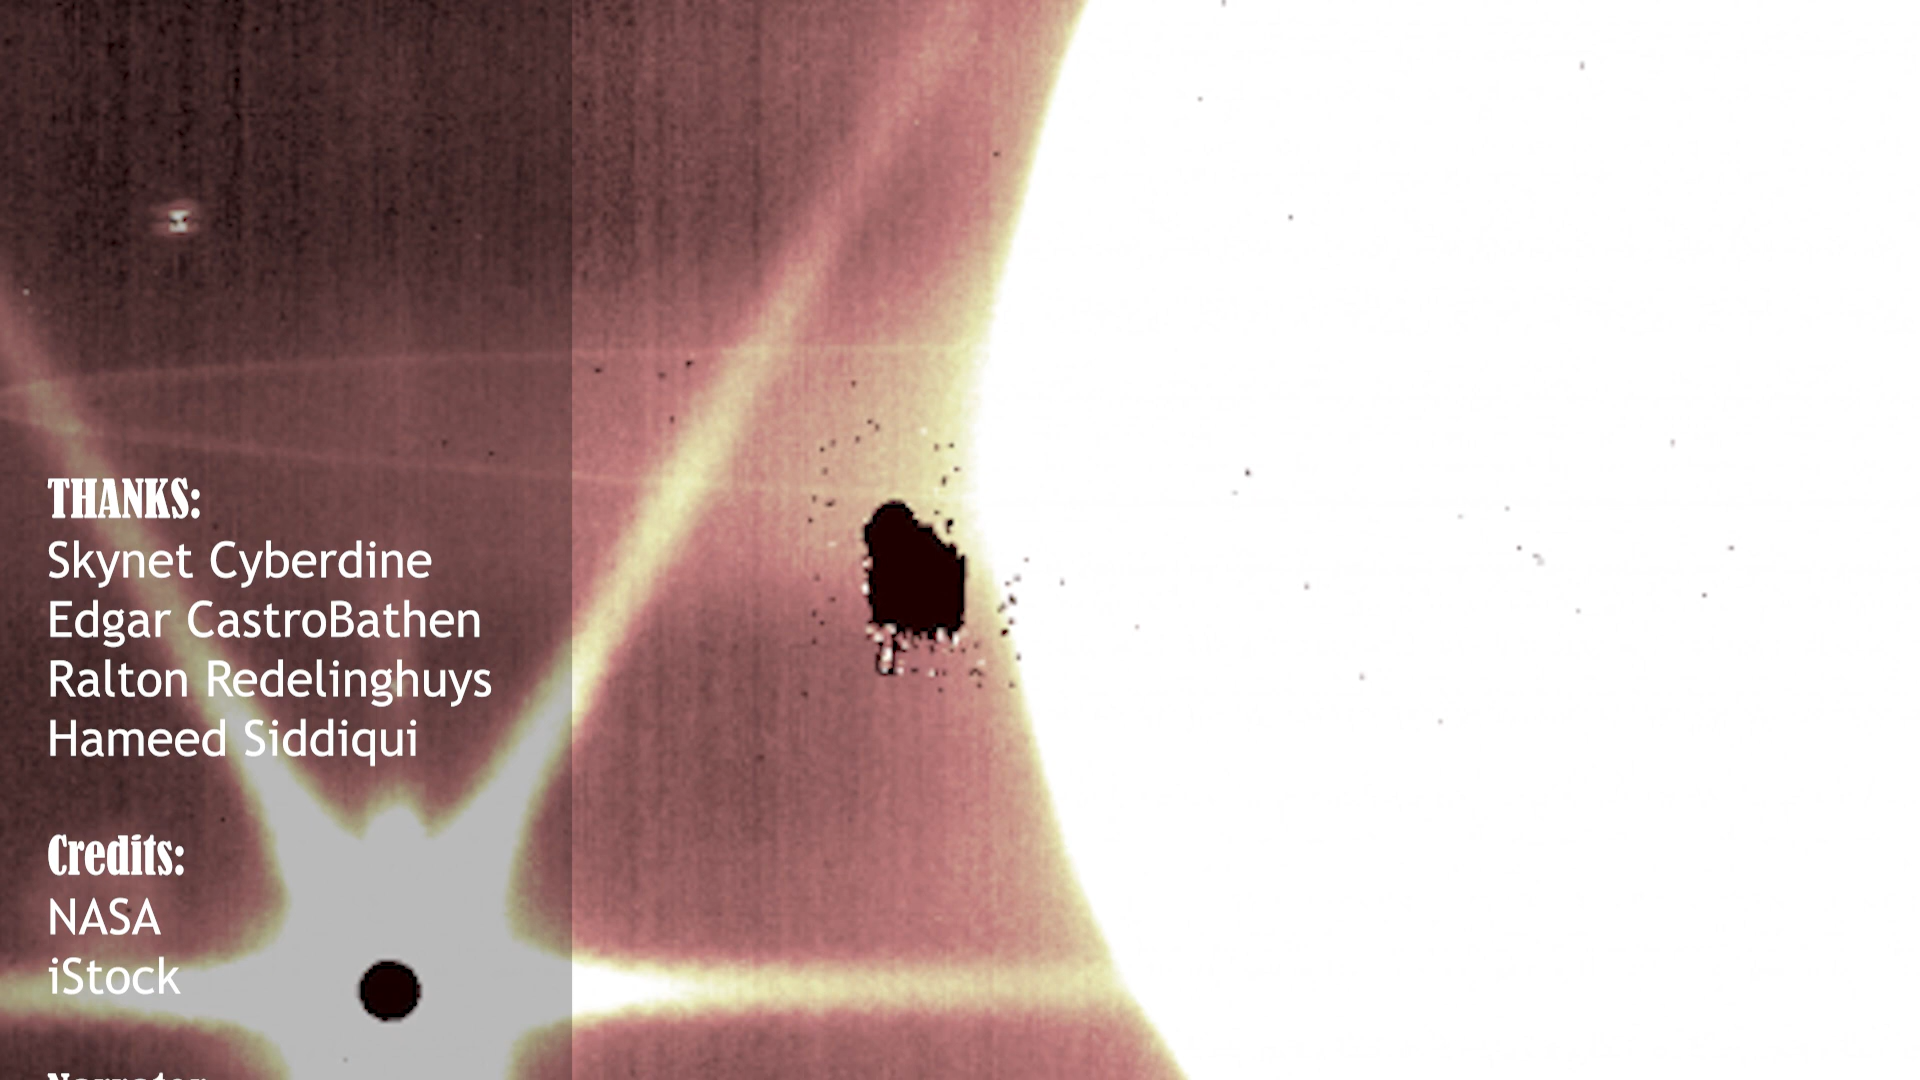 THANKS:
Skynet Cyberdine
Edgar CastroBathen
Ralton Redelinghuys
Hameed Siddiqui
Credits:
NASA
iStock